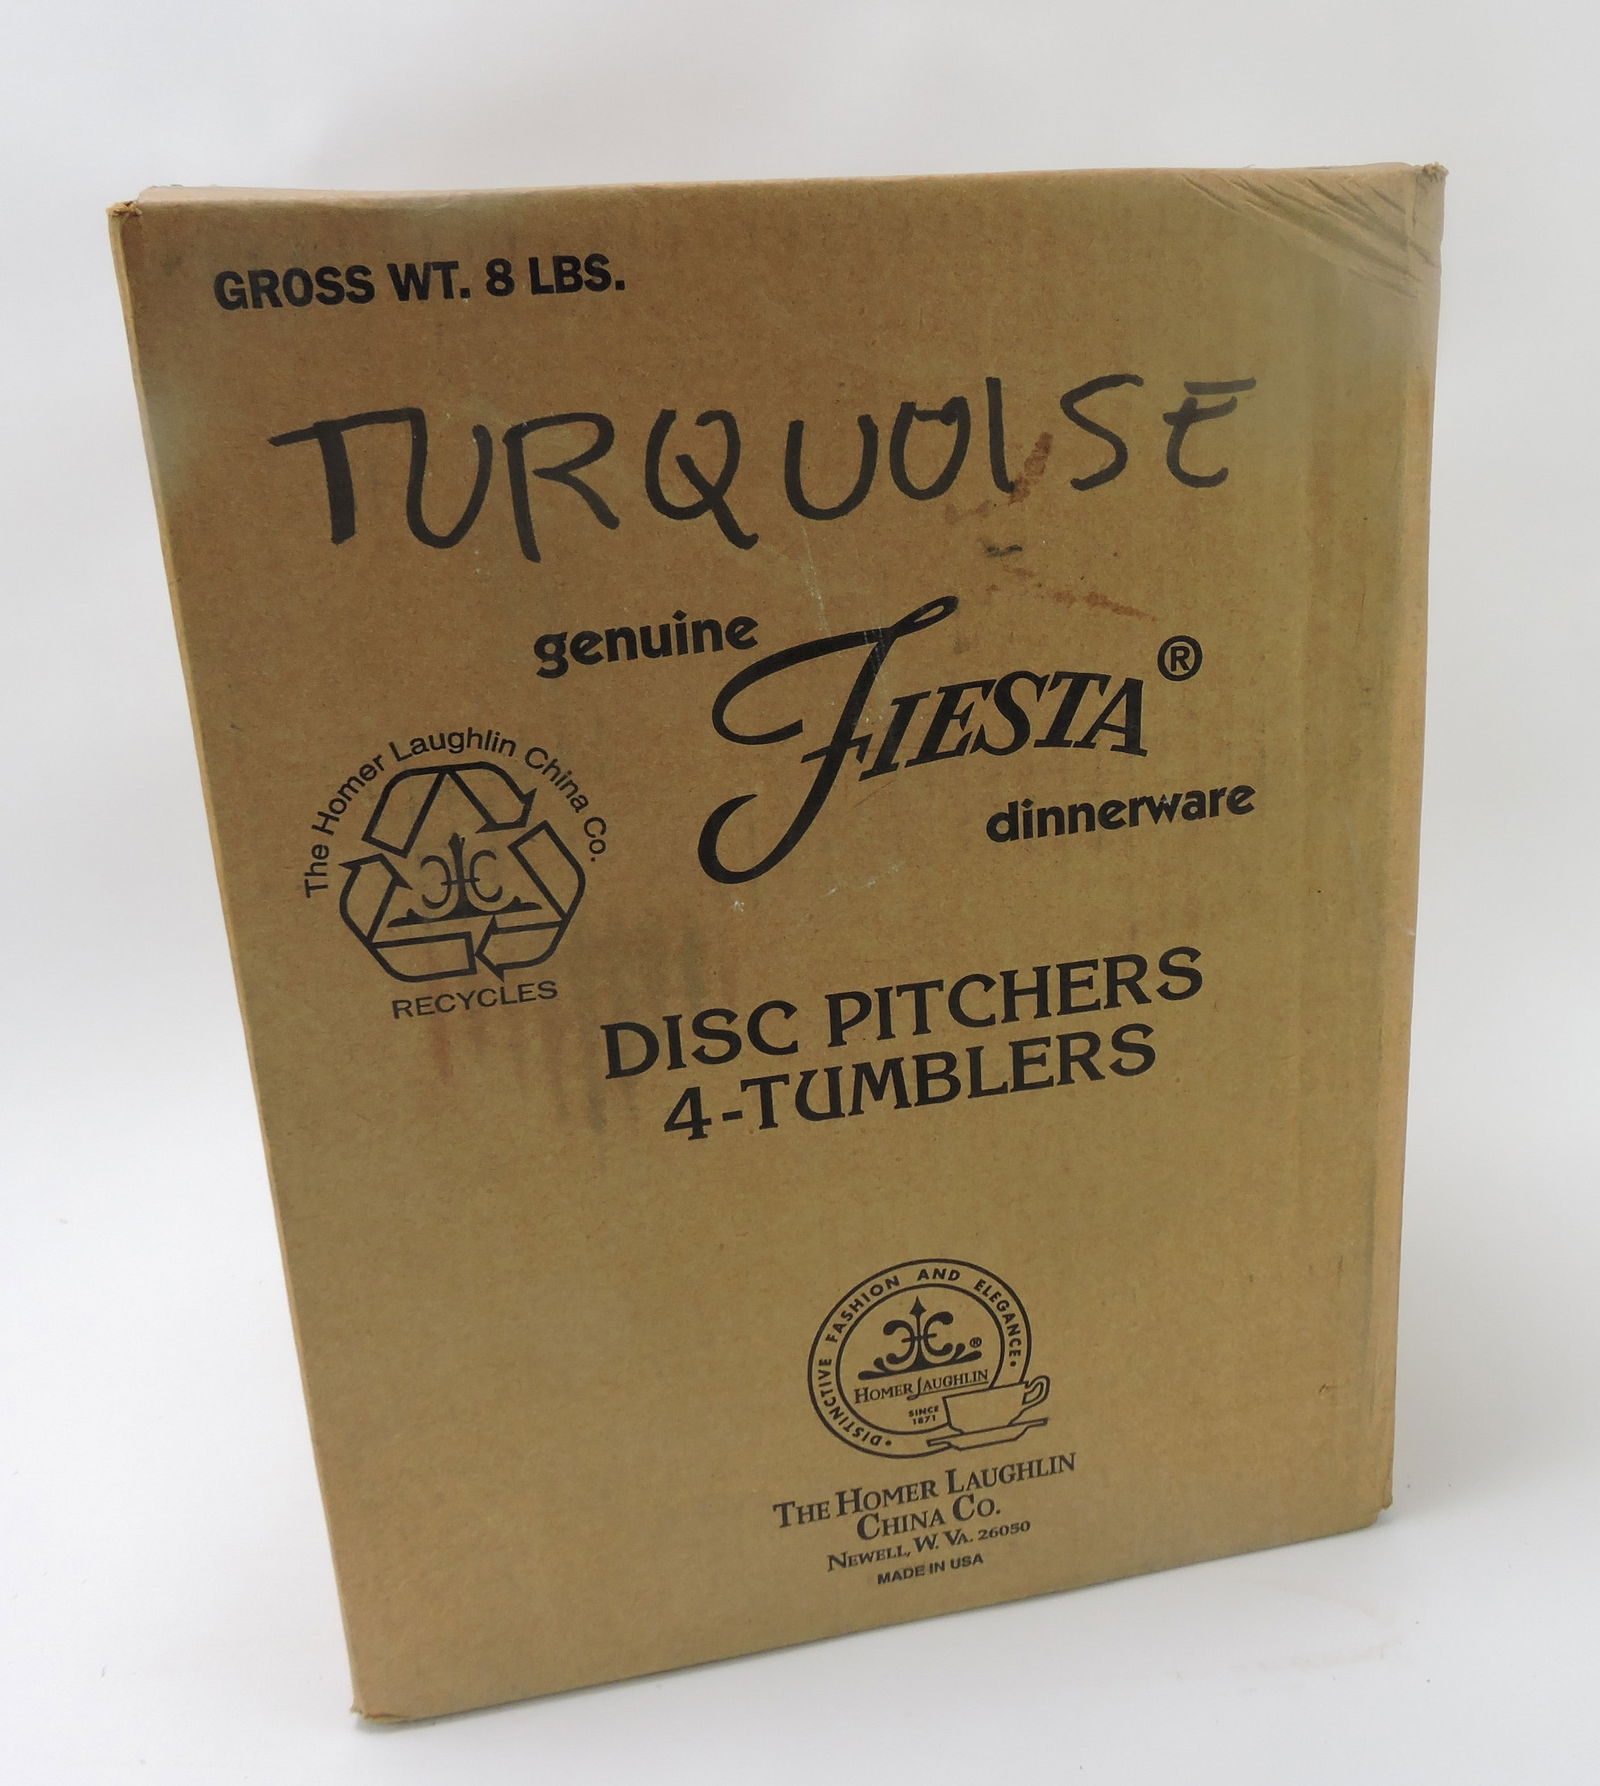 GROSS WT. 8 LBS.
TURQUOISE
genuine
FIESTA®
dinnerware
The Homer Laughlin China Co.
RECYCLES
DISC PITCHERS
4-TUMBLERS
• DISTINCTIVE FASHION AND ELEGANCE •
®
HOMER LAUGHLIN
SINCE
1871
THE HOMER LAUGHLIN
CHINA CO.
NEWELL, W. VA. 26050
MADE IN USA